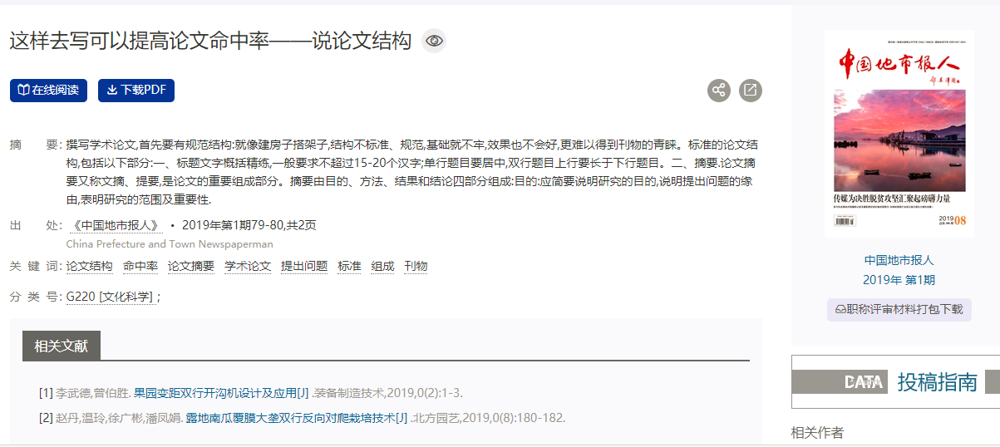 这样去写可以提高论文命中率——说论文结构
在线阅读 下载PDF
摘 要: 撰写学术论文,首先要有规范结构:就像建房子搭架子,结构不标准、规范,基础就不牢,效果也不会好,更难以得到刊物的青睐。标准的论文结
构,包括以下部分:一、标题文字概括精练,一般要求不超过15-20个汉字;单行题目要居中,双行题目上行要长于下行题目。二、摘要.论文摘
要又称文摘、提要,是论文的重要组成部分。摘要由目的、方法、结果和结论四部分组成:目的:应简要说明研究的目的,说明提出问题的缘
由,表明研究的范围及重要性.
出 处: 《中国地市报人》 • 2019年第1期79-80,共2页
China Prefecture and Town Newspaperman
关 键 词: 论文结构 命中率 论文摘要 学术论文 提出问题 标准 组成 刊物
分 类 号: G220 [文化科学] ;
相关文献
[1] 李武德,曾伯胜. 果园变距双行开沟机设计及应用[J] .装备制造技术,2019,0(2):1-3.
[2] 赵丹,温玲,徐广彬,潘凤娟. 露地南瓜覆膜大垄双行反向对爬栽培技术[J] .北方园艺,2019,0(8):180-182.
中国地市报人
传媒为决胜脱贫攻坚汇聚起磅礴力量
2019 08
中国地市报人
2019年 第1期
职称评审材料打包下载
DATA 投稿指南
相关作者